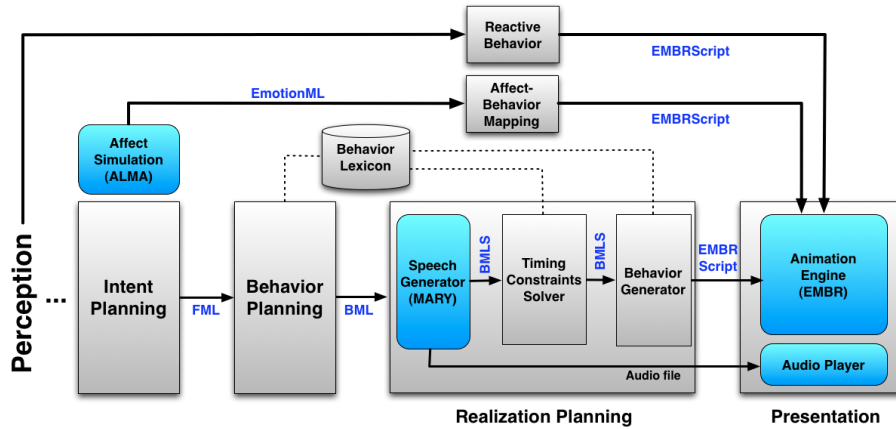 Reactive
Behavior
EMBRScript
EmotionML
Affect-
Behavior
Mapping
EMBRScript
Affect
Simulation
(ALMA)
Behavior
Lexicon
Perception
...
Intent
Planning
FML
Behavior
Planning
BML
Speech
Generator
(MARY)
BMLS
Timing
Constraints
Solver
BMLS
Behavior
Generator
EMBR
Script
Animation
Engine
(EMBR)
Audio file
Audio Player
Realization Planning
Presentation